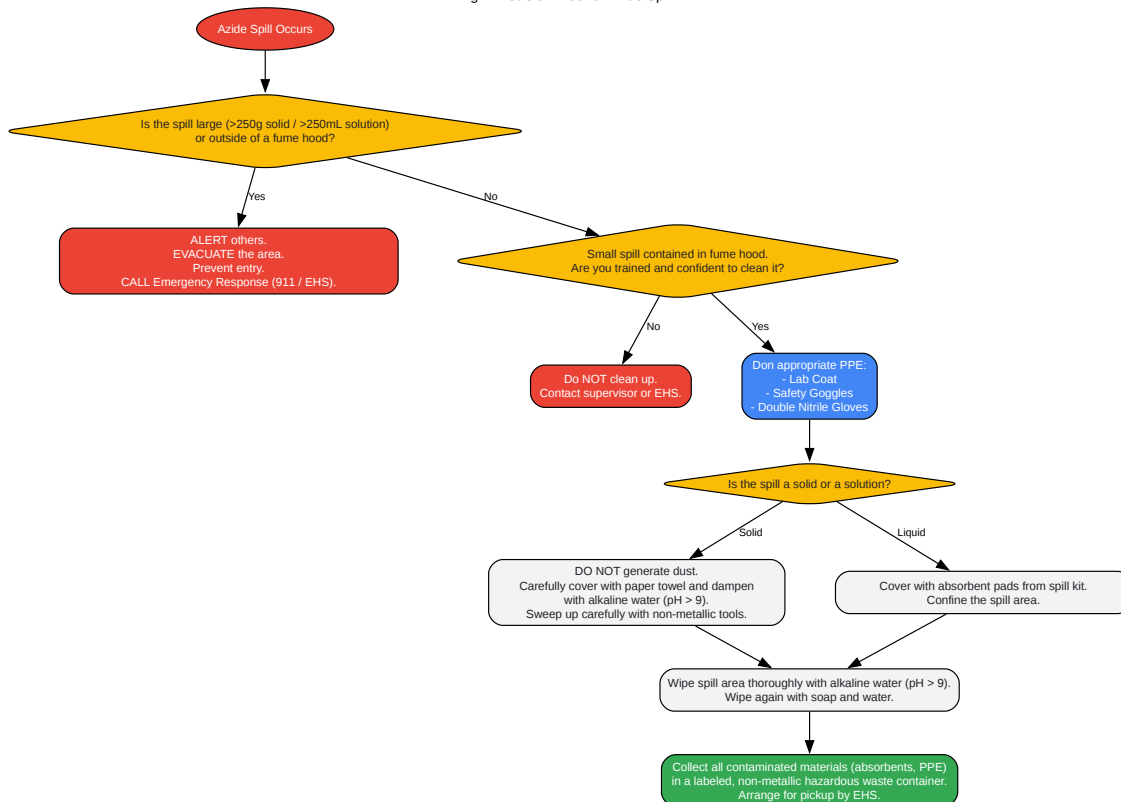 Azide Spill Occurs
Is the spill large (>250g solid / >250mL solution)
or outside of a fume hood?
Yes
No
ALERT others.
EVACUATE the area.
Prevent entry.
CALL Emergency Response (911 / EHS).
Small spill contained in fume hood.
Are you trained and confident to clean it?
No
Yes
Do NOT clean up.
Contact supervisor or EHS.
Don appropriate PPE:
- Lab Coat
- Safety Goggles
- Double Nitrile Gloves
Is the spill a solid or a solution?
Solid
Liquid
DO NOT generate dust.
Carefully cover with paper towel and dampen
with alkaline water (pH > 9).
Sweep up carefully with non-metallic tools.
Cover with absorbent pads from spill kit.
Confine the spill area.
Wipe spill area thoroughly with alkaline water (pH > 9).
Wipe again with soap and water.
Collect all contaminated materials (absorbents, PPE)
in a labeled, non-metallic hazardous waste container.
Arrange for pickup by EHS.